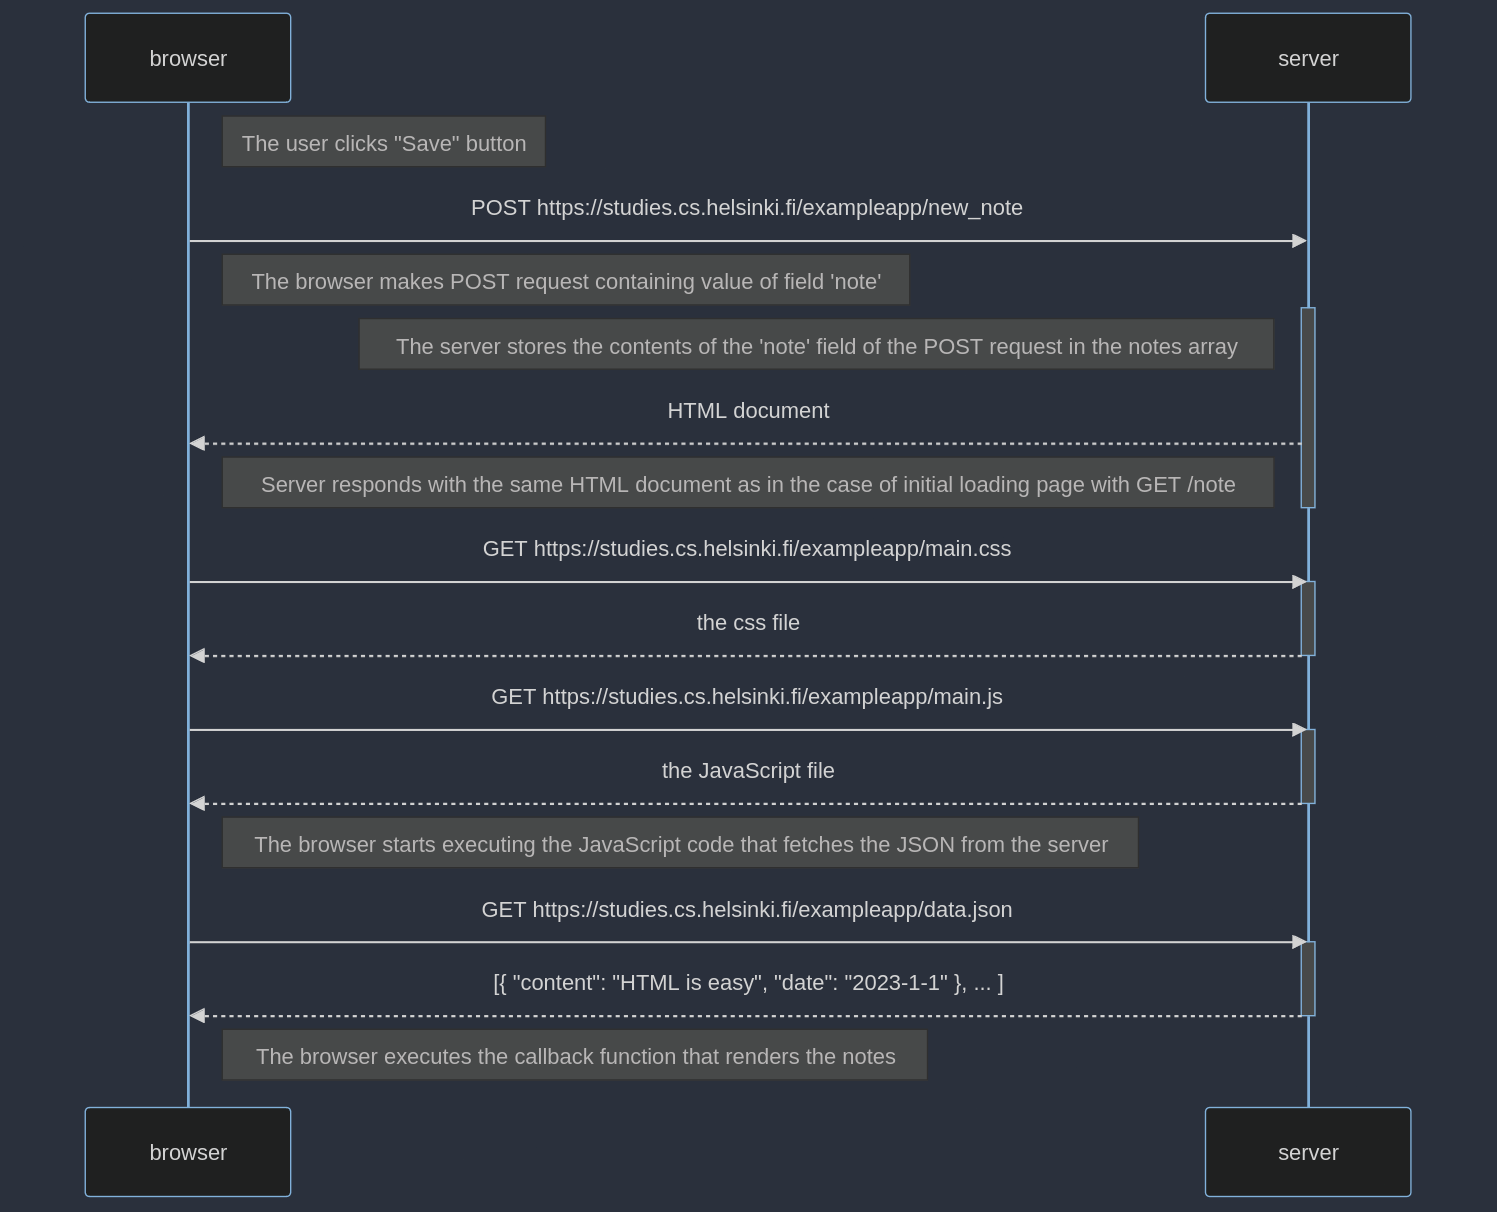 browser
server
The user clicks "Save" button
POST https://studies.cs.helsinki.fi/exampleapp/new_note
The browser makes POST request containing value of field 'note'
The server stores the contents of the 'note' field of the POST request in the notes array
HTML document
Server responds with the same HTML document as in the case of initial loading page with GET /note
GET https://studies.cs.helsinki.fi/exampleapp/main.css
the css file
GET https://studies.cs.helsinki.fi/exampleapp/main.js
the JavaScript file
The browser starts executing the JavaScript code that fetches the JSON from the server
GET https://studies.cs.helsinki.fi/exampleapp/data.json
[{ "content": "HTML is easy", "date": "2023-1-1" }, ... ]
The browser executes the callback function that renders the notes
browser
server